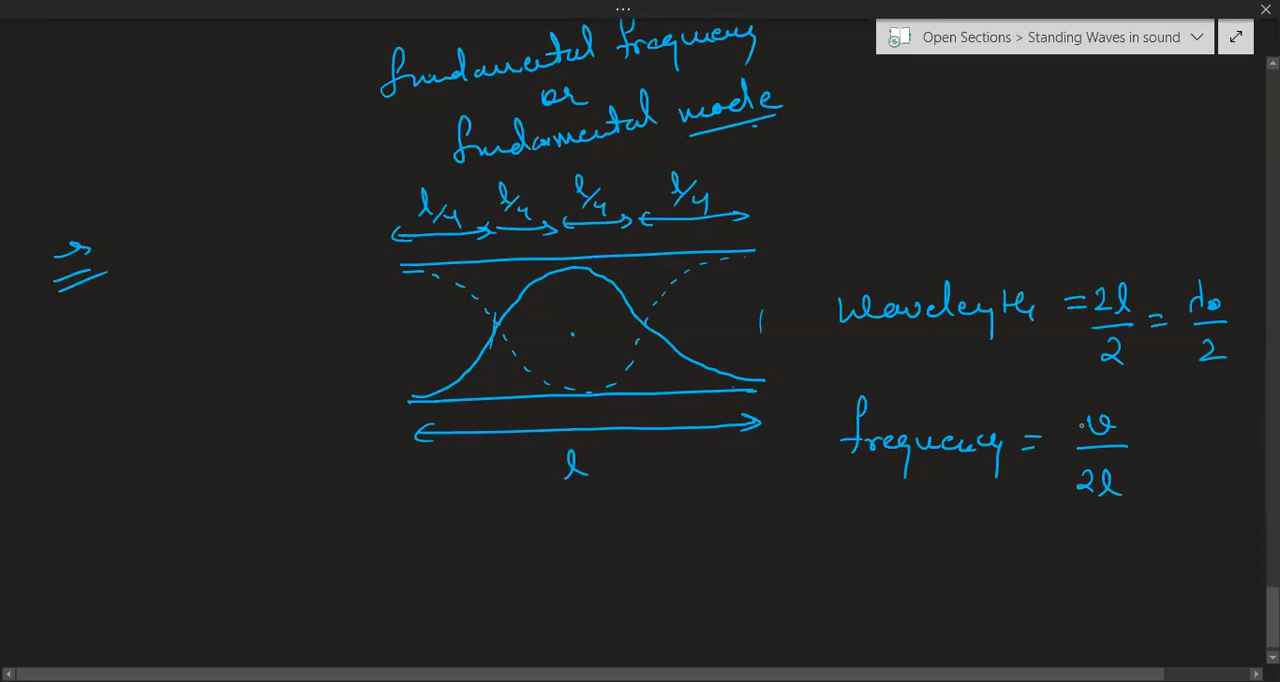 Open Sections > Standing Waves in sound
fundamental frequency
or
fundamental mode
l/4 l/4 l/4 l/4
Wavelength = 2l/2 = λ₀/2
frequency = v/2l
l